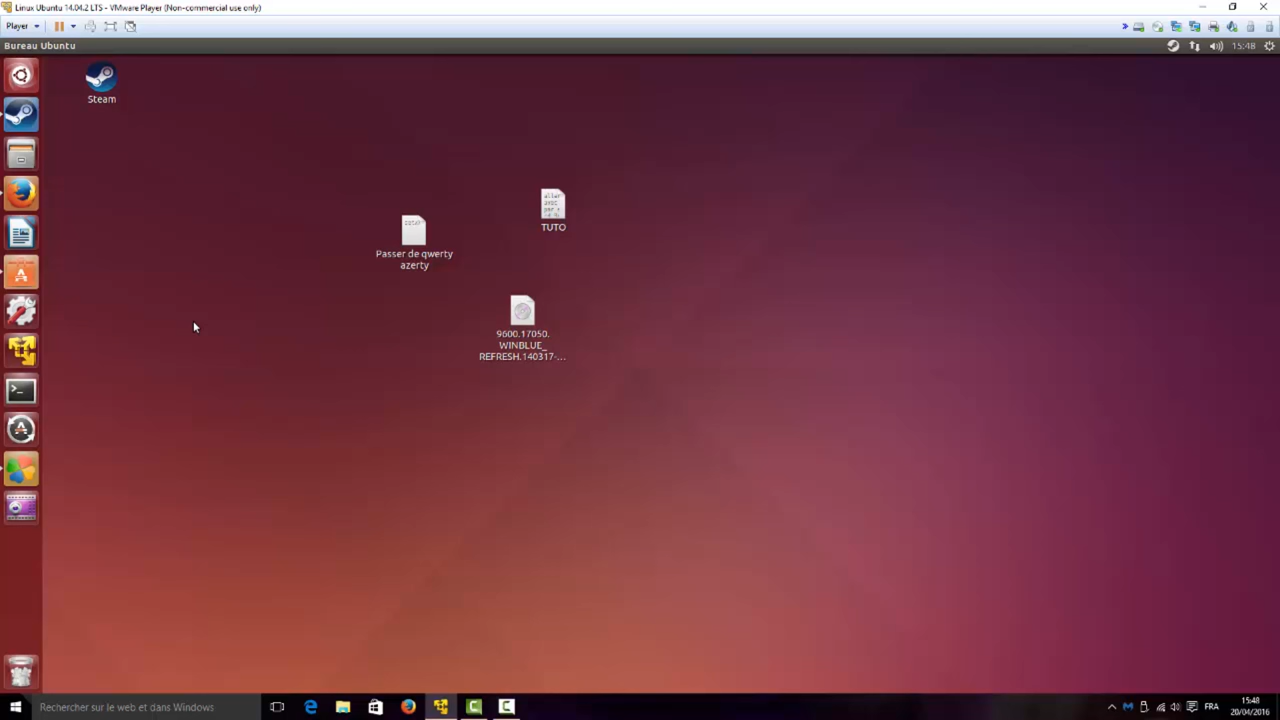 Linux Ubuntu 14.04.2 LTS - VMware Player (Non-commercial use only)
Player
Bureau Ubuntu
15:48
Steam
TUTO
Passer de qwerty
azerty
9600.17050.
WINBLUE_
REFRESH.140317-...
Rechercher sur le web et dans Windows
FRA
15:48
20/04/2016